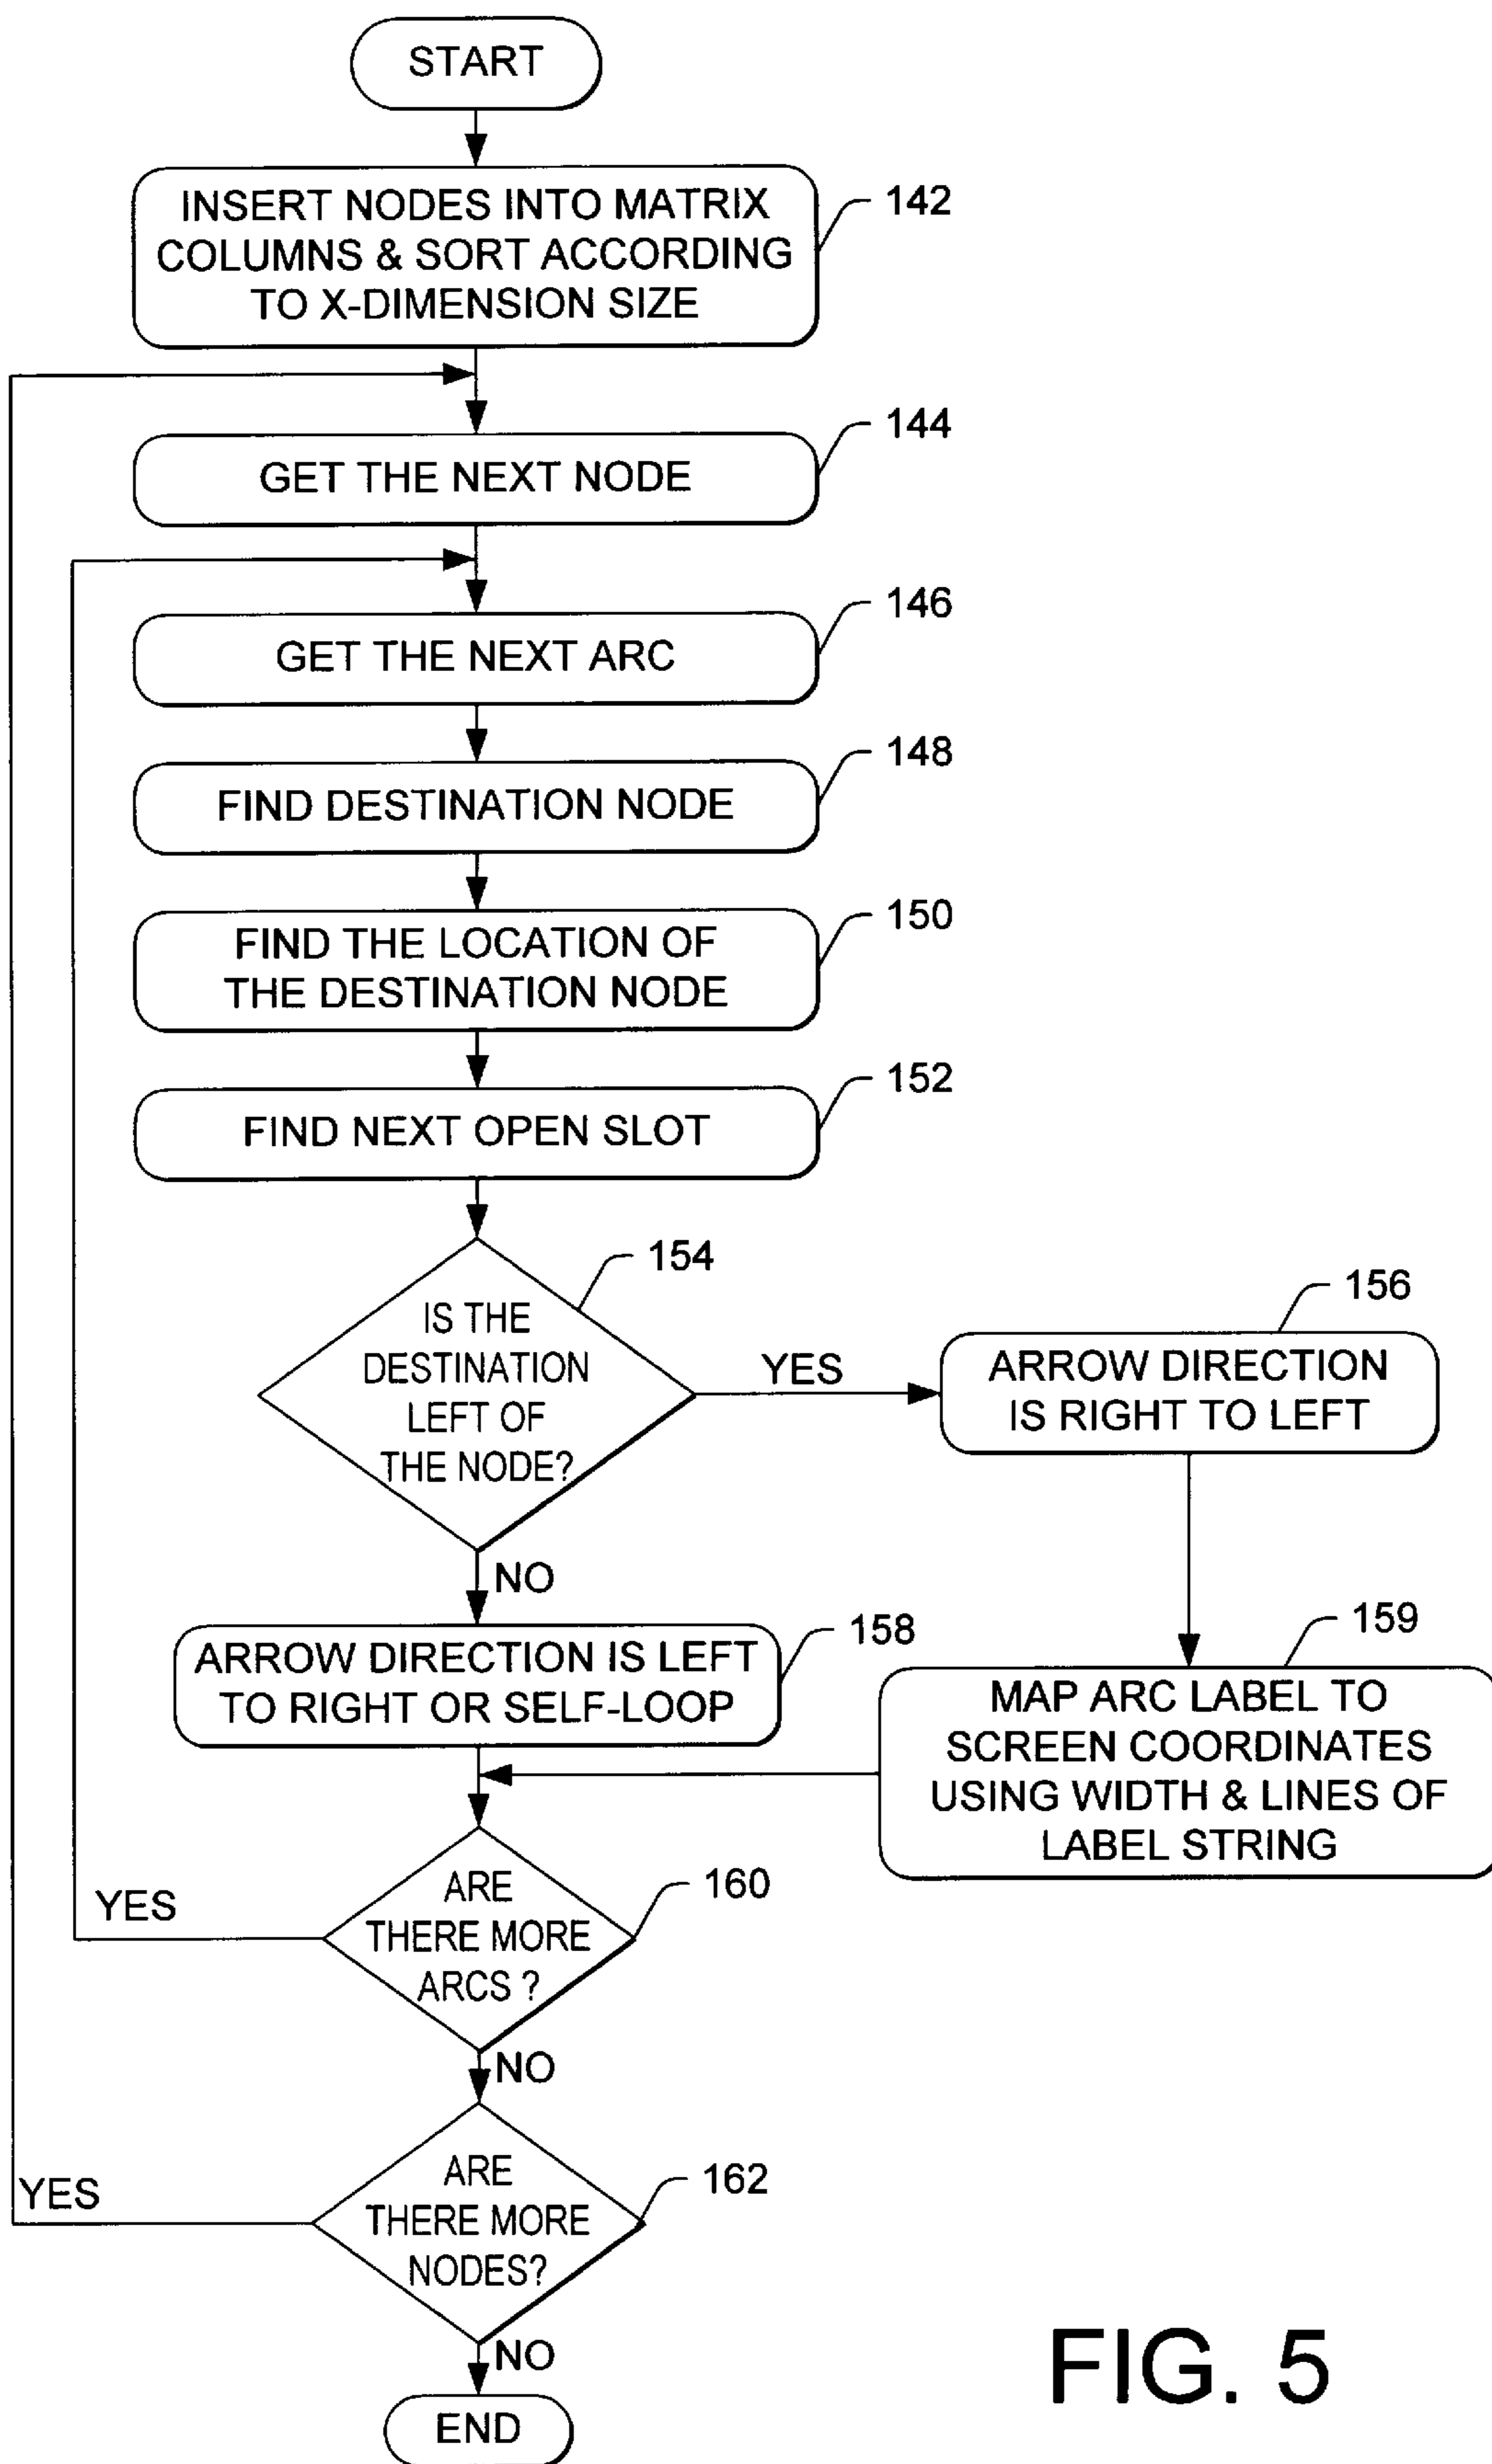 START
INSERT NODES INTO MATRIX
COLUMNS & SORT ACCORDING
TO X-DIMENSION SIZE
142
GET THE NEXT NODE
144
GET THE NEXT ARC
146
FIND DESTINATION NODE
148
FIND THE LOCATION OF
THE DESTINATION NODE
150
FIND NEXT OPEN SLOT
152
IS THE
DESTINATION
LEFT OF
THE NODE?
154
YES
ARROW DIRECTION
IS RIGHT TO LEFT
156
NO
ARROW DIRECTION IS LEFT
TO RIGHT OR SELF-LOOP
158
MAP ARC LABEL TO
SCREEN COORDINATES
USING WIDTH & LINES OF
LABEL STRING
159
ARE
THERE MORE
ARCS ?
160
YES
NO
ARE
THERE MORE
NODES?
162
YES
NO
END
FIG. 5